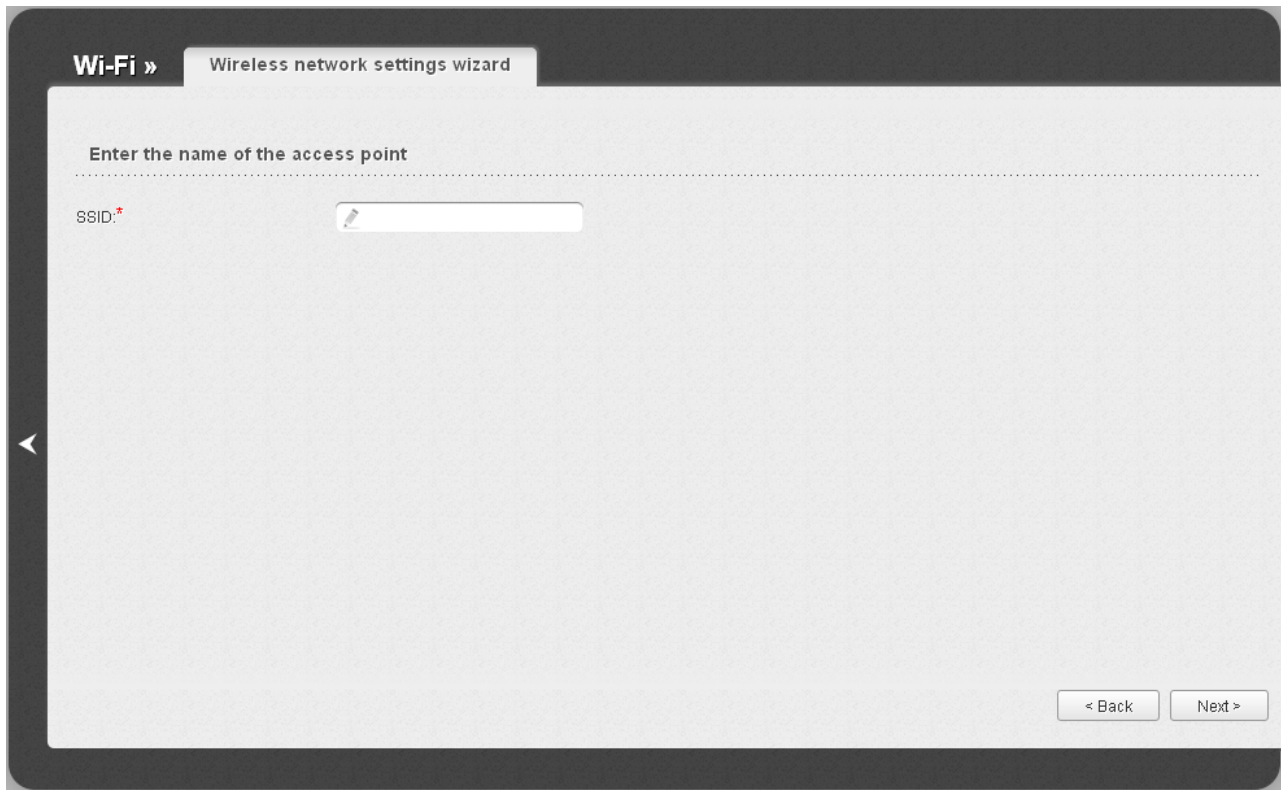 Wi-Fi » Wireless network settings wizard
Enter the name of the access point
SSID:*
< Back Next >